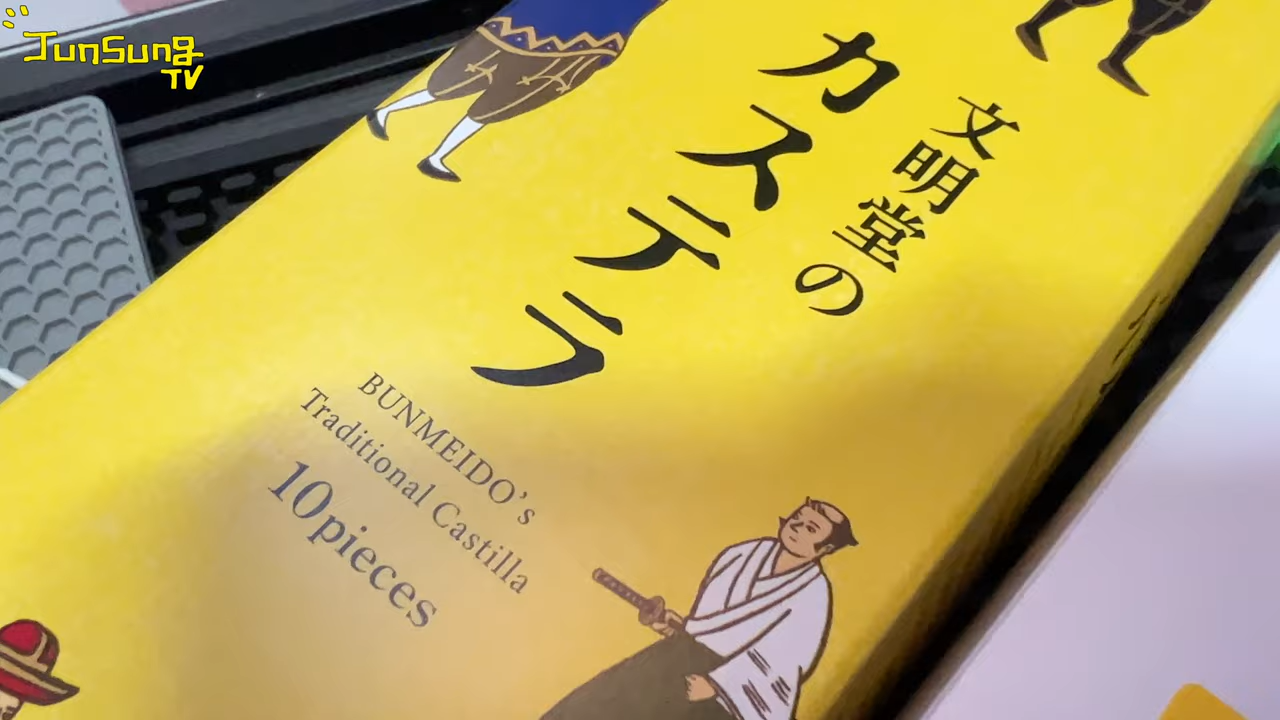 JunSung
TV
文明堂の
カステラ
BUNMEIDO's
Traditional Castilla
10pieces